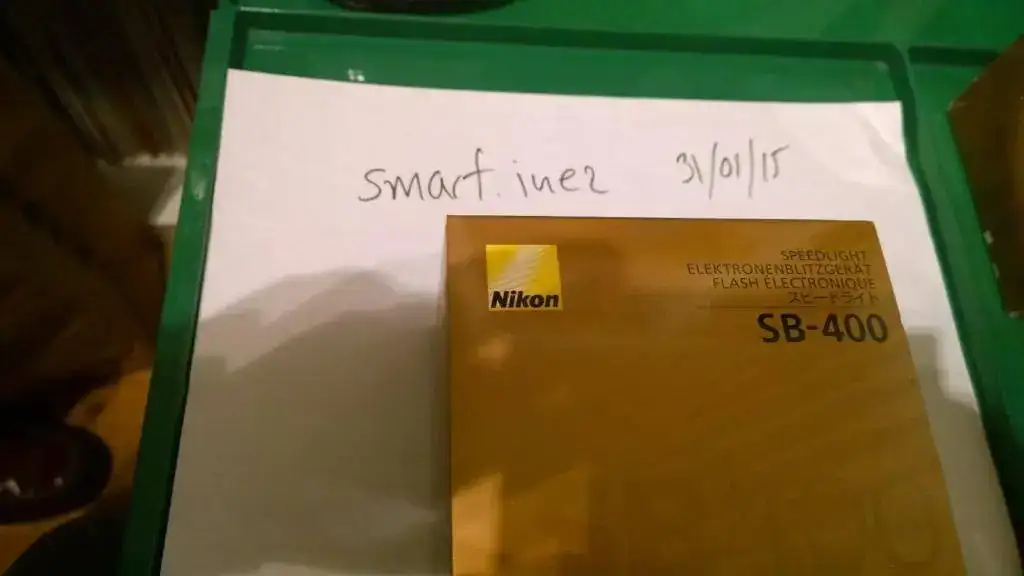 smart.inez 31/01/15
Nikon
SPEEDLIGHT
ELEKTRONENBLITZGERÄT
FLASH ÉLECTRONIQUE
スピードライト
SB-400